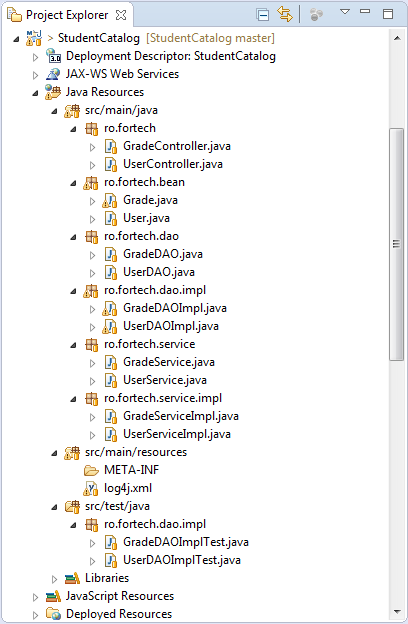 Project Explorer
> StudentCatalog [StudentCatalog master]
3.0 Deployment Descriptor: StudentCatalog
JAX-WS Web Services
Java Resources
src/main/java
ro.fortech
GradeController.java
UserController.java
ro.fortech.bean
Grade.java
User.java
ro.fortech.dao
GradeDAO.java
UserDAO.java
ro.fortech.dao.impl
GradeDAOImpl.java
UserDAOImpl.java
ro.fortech.service
GradeService.java
UserService.java
ro.fortech.service.impl
GradeServiceImpl.java
UserServiceImpl.java
src/main/resources
META-INF
log4j.xml
src/test/java
ro.fortech.dao.impl
GradeDAOImplTest.java
UserDAOImplTest.java
Libraries
JavaScript Resources
Deployed Resources